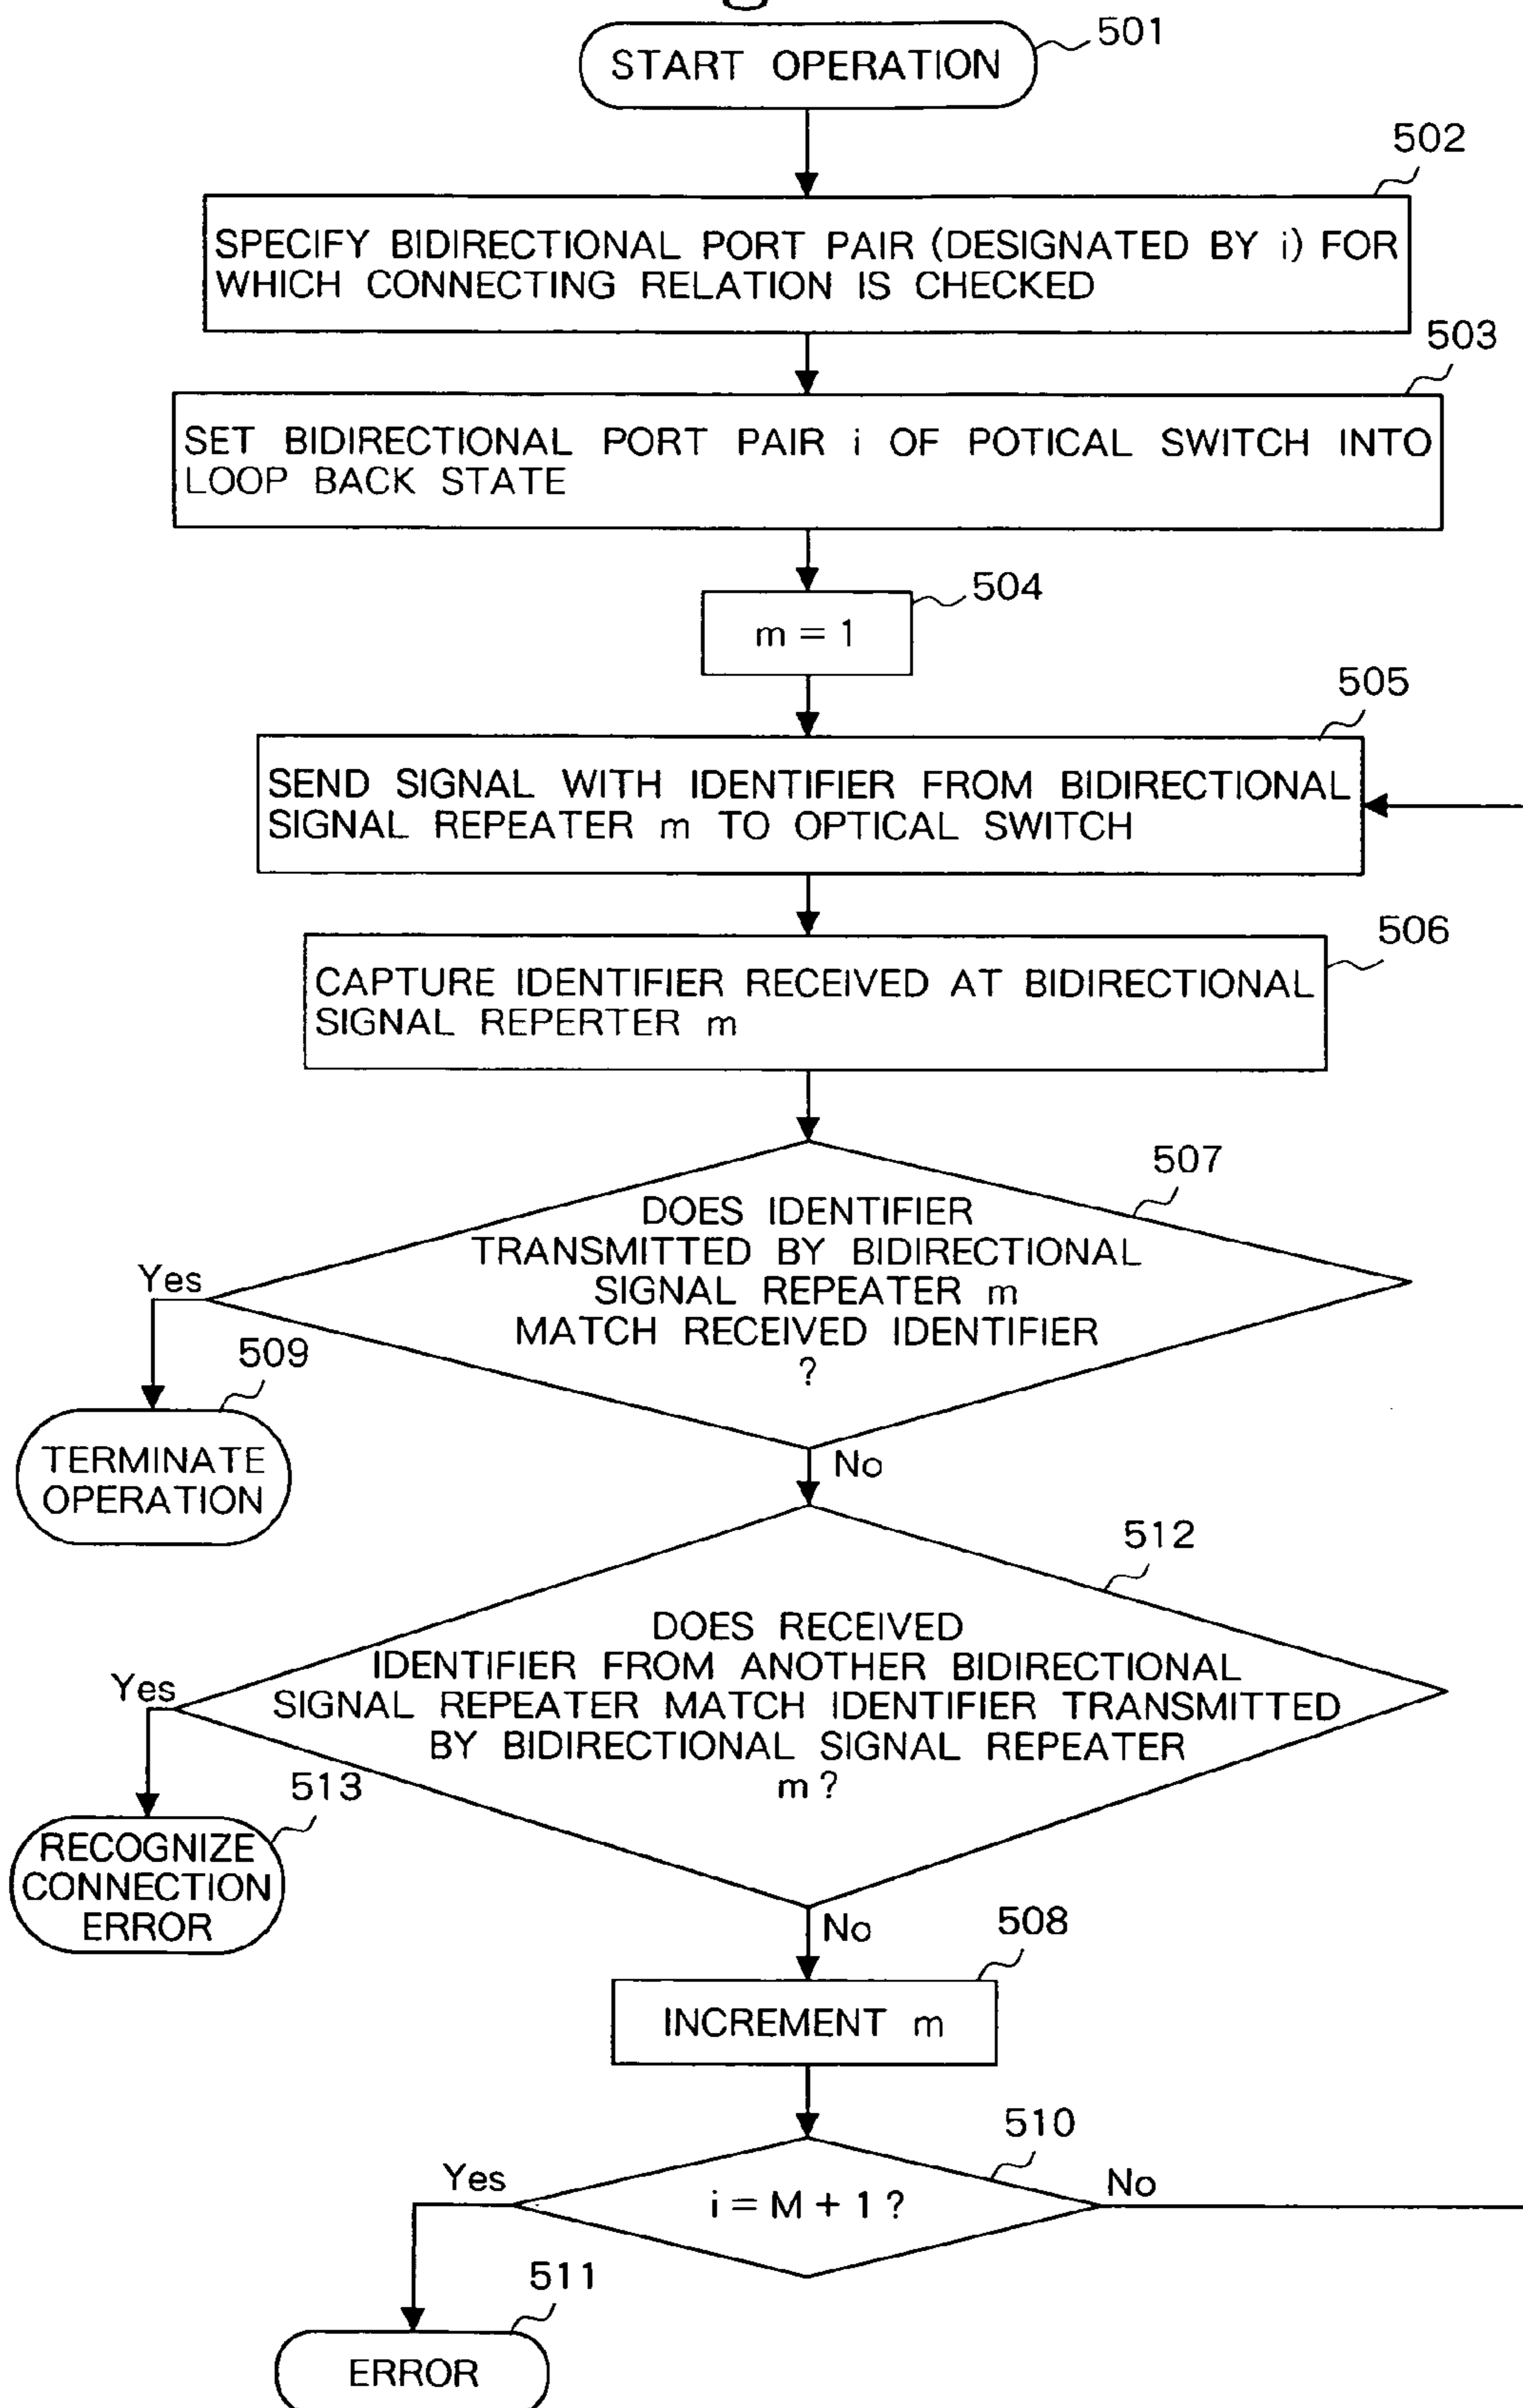 START OPERATION
501
502
SPECIFY BIDIRECTIONAL PORT PAIR (DESIGNATED BY i) FOR
WHICH CONNECTING RELATION IS CHECKED
503
SET BIDIRECTIONAL PORT PAIR i OF POTICAL SWITCH INTO
LOOP BACK STATE
504
m = 1
505
SEND SIGNAL WITH IDENTIFIER FROM BIDIRECTIONAL
SIGNAL REPEATER m TO OPTICAL SWITCH
506
CAPTURE IDENTIFIER RECEIVED AT BIDIRECTIONAL
SIGNAL REPERTER m
507
DOES IDENTIFIER
TRANSMITTED BY BIDIRECTIONAL
SIGNAL REPEATER m
MATCH RECEIVED IDENTIFIER
?
Yes
509
TERMINATE
OPERATION
No
512
DOES RECEIVED
IDENTIFIER FROM ANOTHER BIDIRECTIONAL
SIGNAL REPEATER MATCH IDENTIFIER TRANSMITTED
BY BIDIRECTIONAL SIGNAL REPEATER
m ?
Yes
513
RECOGNIZE
CONNECTION
ERROR
No
508
INCREMENT m
510
i = M + 1 ?
Yes
No
511
ERROR